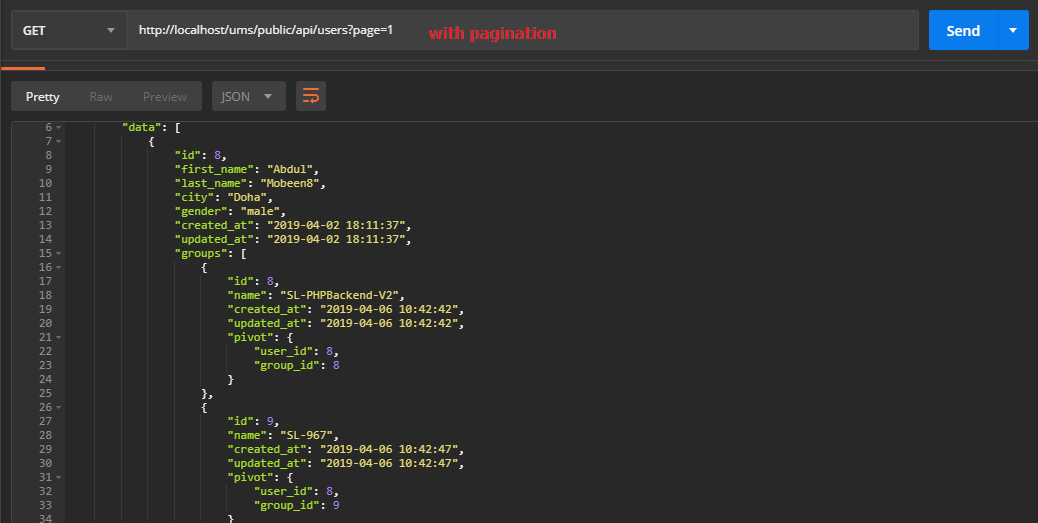 GET http://localhost/ums/public/api/users?page=1 with pagination Send
Pretty Raw Preview JSON
6 "data": [
7 {
8 "id": 8,
9 "first_name": "Abdul",
10 "last_name": "Mobeen8",
11 "city": "Doha",
12 "gender": "male",
13 "created_at": "2019-04-02 18:11:37",
14 "updated_at": "2019-04-02 18:11:37",
15 "groups": [
16 {
17 "id": 8,
18 "name": "SL-PHPBackend-V2",
19 "created_at": "2019-04-06 10:42:42",
20 "updated_at": "2019-04-06 10:42:42",
21 "pivot": {
22 "user_id": 8,
23 "group_id": 8
24 }
25 },
26 {
27 "id": 9,
28 "name": "SL-967",
29 "created_at": "2019-04-06 10:42:47",
30 "updated_at": "2019-04-06 10:42:47",
31 "pivot": {
32 "user_id": 8,
33 "group_id": 9
34 }